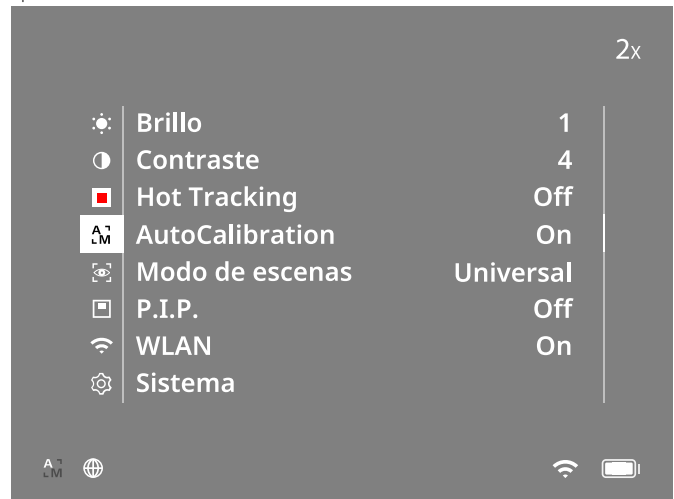 2x
Brillo 1
Contraste 4
Hot Tracking Off
A M AutoCalibration On
Modo de escenas Universal
P.I.P. Off
WLAN On
Sistema
A M